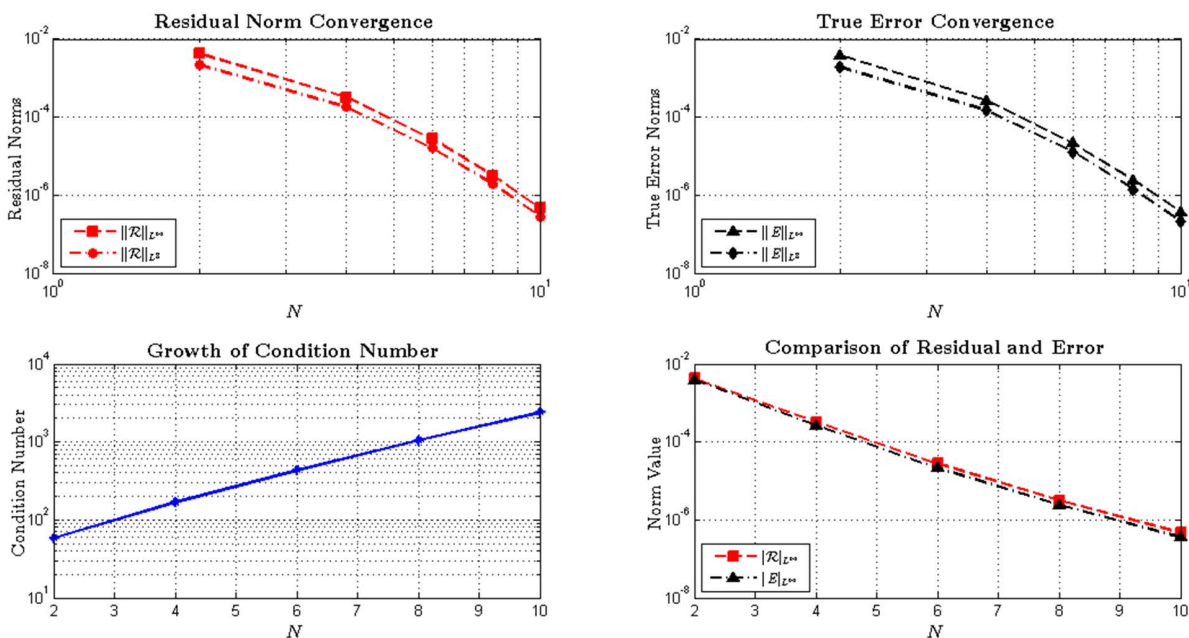 Residual Norm Convergence
10^-2
10^-4
10^-6
10^-8
Residual Norms
‖R‖_{L^∞}
‖R‖_{L^2}
10^0
10^1
N
True Error Convergence
10^-2
10^-4
10^-6
10^-8
True Error Norms
‖E‖_{L^∞}
‖E‖_{L^2}
10^0
10^1
N
Growth of Condition Number
10^4
10^3
10^2
10^1
Condition Number
2 3 4 5 6 7 8 9 10
N
Comparison of Residual and Error
10^-2
10^-4
10^-6
10^-8
Norm Value
|R|_{L^∞}
|E|_{L^∞}
2 3 4 5 6 7 8 9 10
N